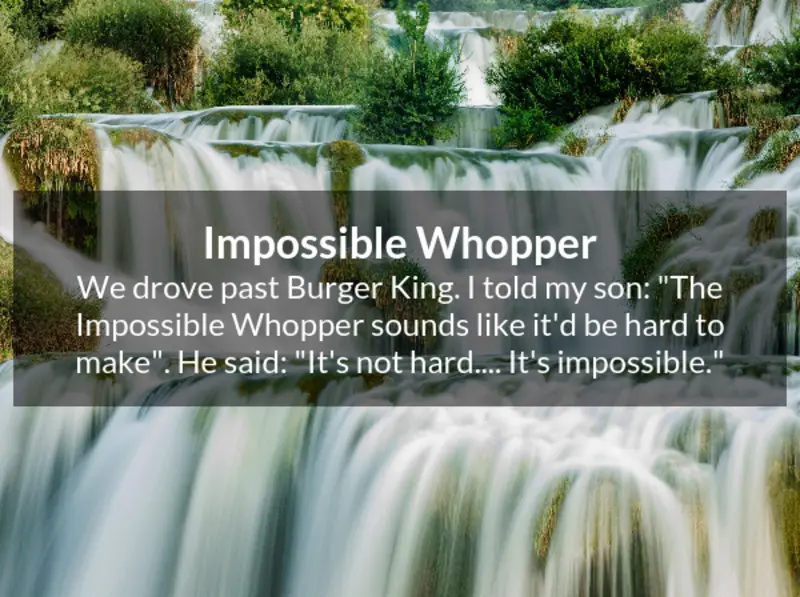 Impossible Whopper
We drove past Burger King. I told my son: "The
Impossible Whopper sounds like it'd be hard to
make". He said: "It's not hard.... It's impossible."